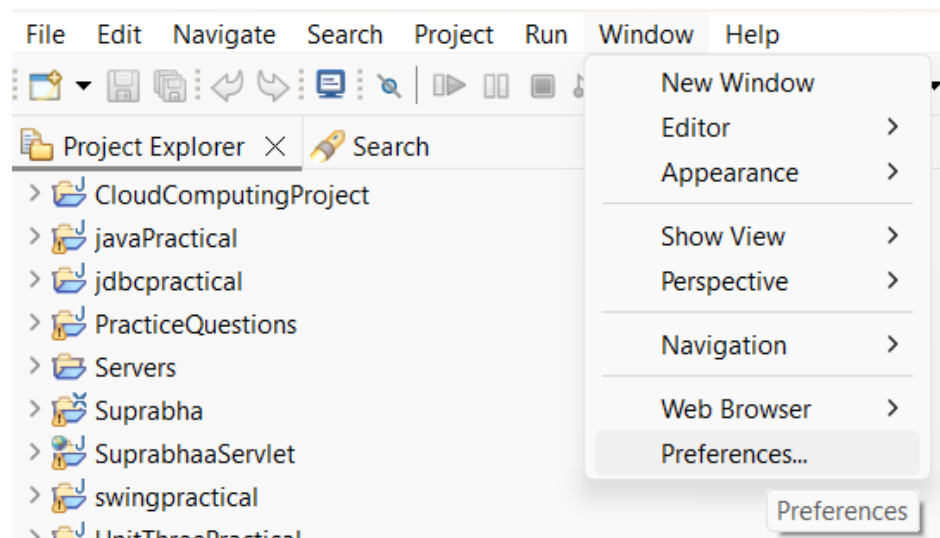 File Edit Navigate Search Project Run Window Help
Project Explorer
Search
CloudComputingProject
javaPractical
jdbcpractical
PracticeQuestions
Servers
Suprabha
SuprabhaaServlet
swingpractical
UnitThreePractical
New Window
Editor
Appearance
Show View
Perspective
Navigation
Web Browser
Preferences...
Preferences